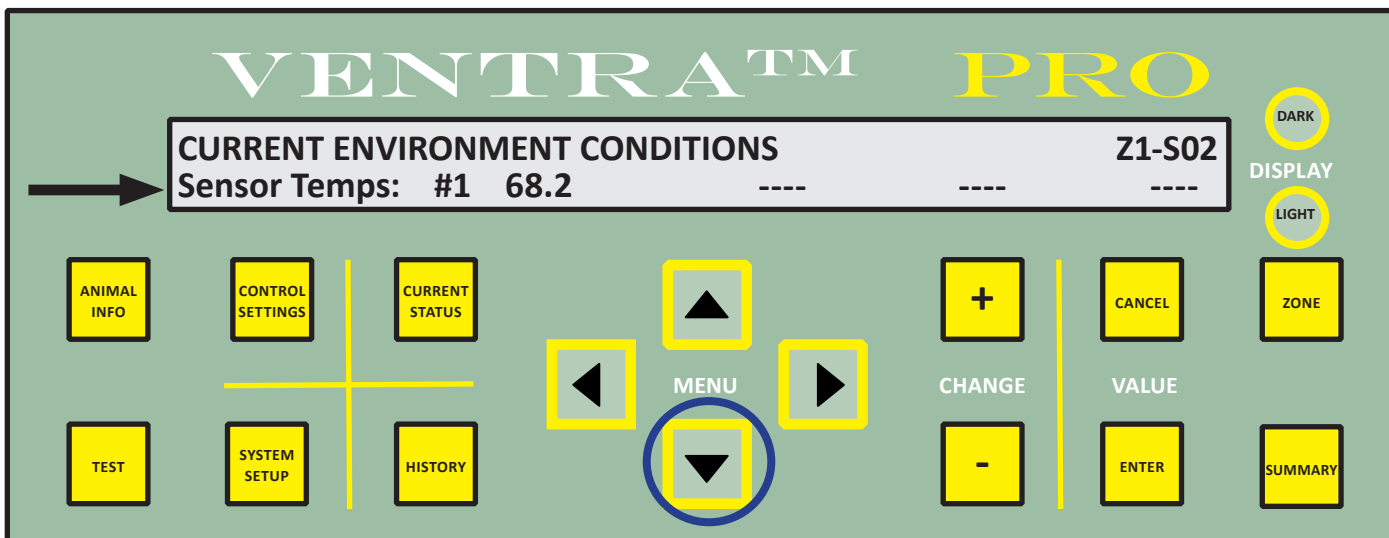 VENTRA™ PRO
CURRENT ENVIRONMENT CONDITIONS Z1-S02
Sensor Temps: #1 68.2 ---- ---- ----
DARK
DISPLAY
LIGHT
ANIMAL
INFO
CONTROL
SETTINGS
CURRENT
STATUS
+
CANCEL
ZONE
MENU
CHANGE
VALUE
TEST
SYSTEM
SETUP
HISTORY
-
ENTER
SUMMARY